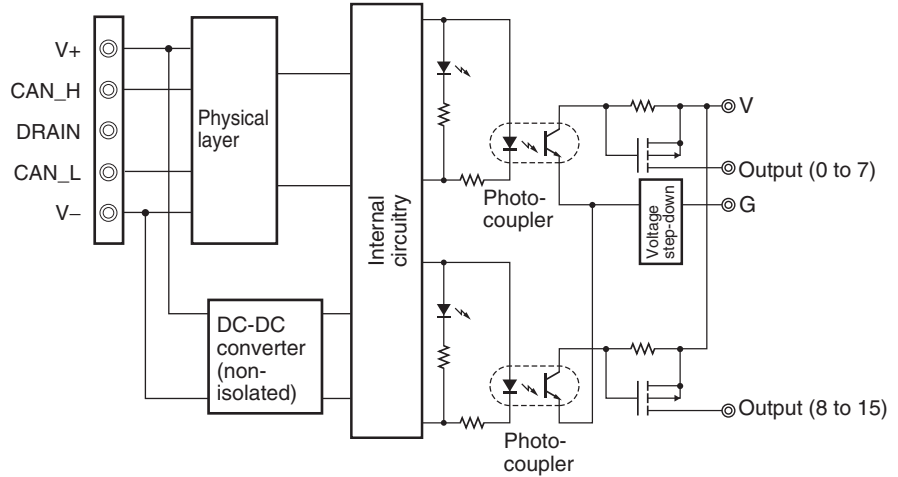 V+
CAN_H
DRAIN
CAN_L
V−
Physical
layer
DC-DC
converter
(non-
isolated)
Internal
circuitry
Photo-
coupler
V
Output (0 to 7)
G
Voltage
step-down
Photo-
coupler
Output (8 to 15)